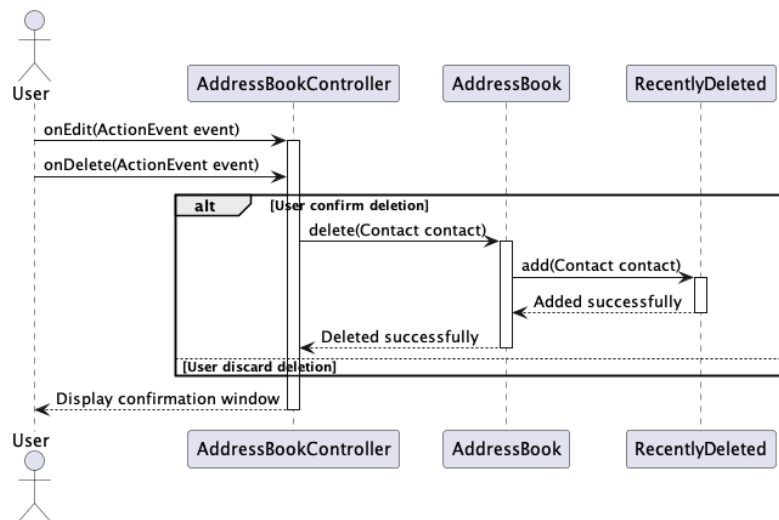 User
AddressBookController
AddressBook
RecentlyDeleted
onEdit(ActionEvent event)
onDelete(ActionEvent event)
alt
[User confirm deletion]
delete(Contact contact)
add(Contact contact)
Added successfully
Deleted successfully
[User discard deletion]
Display confirmation window
User
AddressBookController
AddressBook
RecentlyDeleted